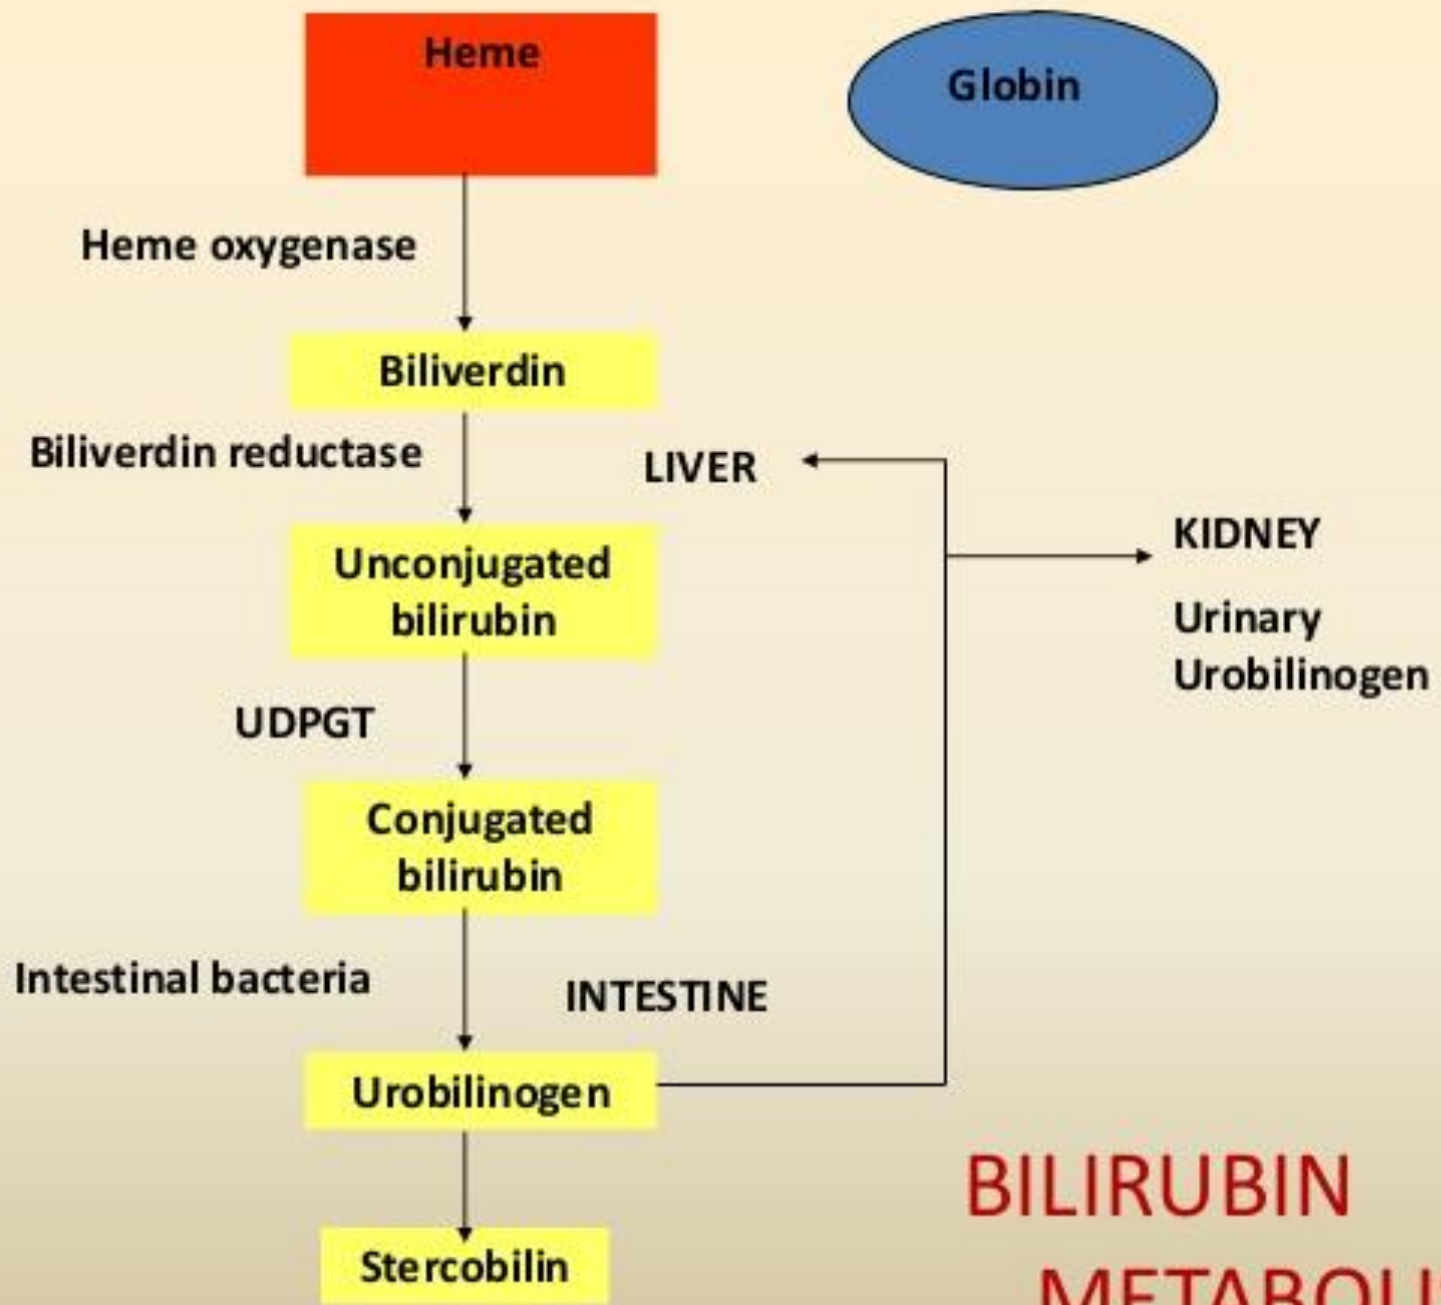 Heme
Globin
Heme oxygenase
Biliverdin
Biliverdin reductase
LIVER
KIDNEY
Unconjugated
bilirubin
Urinary
Urobilinogen
UDPGT
Conjugated
bilirubin
Intestinal bacteria
INTESTINE
Urobilinogen
Stercobilin
BILIRUBIN